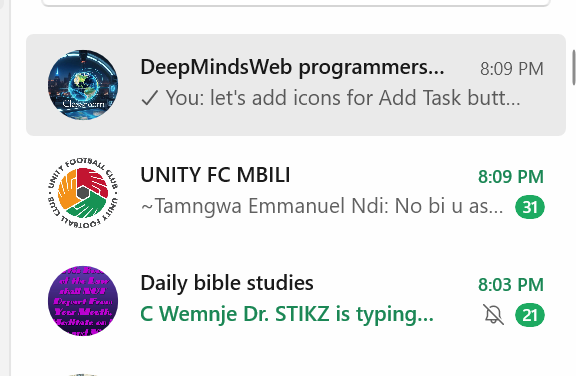 DeepMindsWeb programmers...
8:09 PM
You: let's add icons for Add Task butt...
Classroom
UNITY FOOTBALL CLUB · UNITY FOOTBALL CLUB ·
UNITY FC MBILI
8:09 PM
~Tamngwa Emmanuel Ndi: No bi u as...
31
Daily bible studies
8:03 PM
C Wemnje Dr. STIKZ is typing...
21